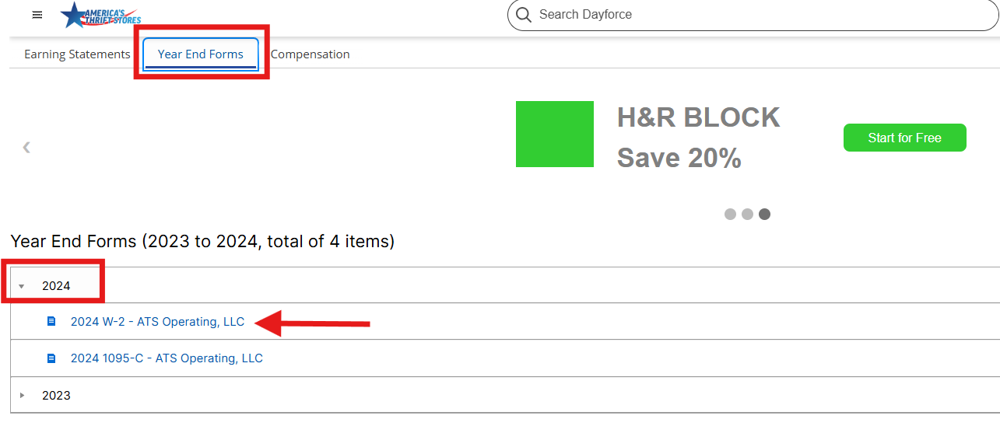 AMERICA'S
THRIFT STORES
Search Dayforce
Earning Statements Year End Forms Compensation
H&R BLOCK
Save 20%
Start for Free
Year End Forms (2023 to 2024, total of 4 items)
2024
2024 W-2 - ATS Operating, LLC
2024 1095-C - ATS Operating, LLC
2023